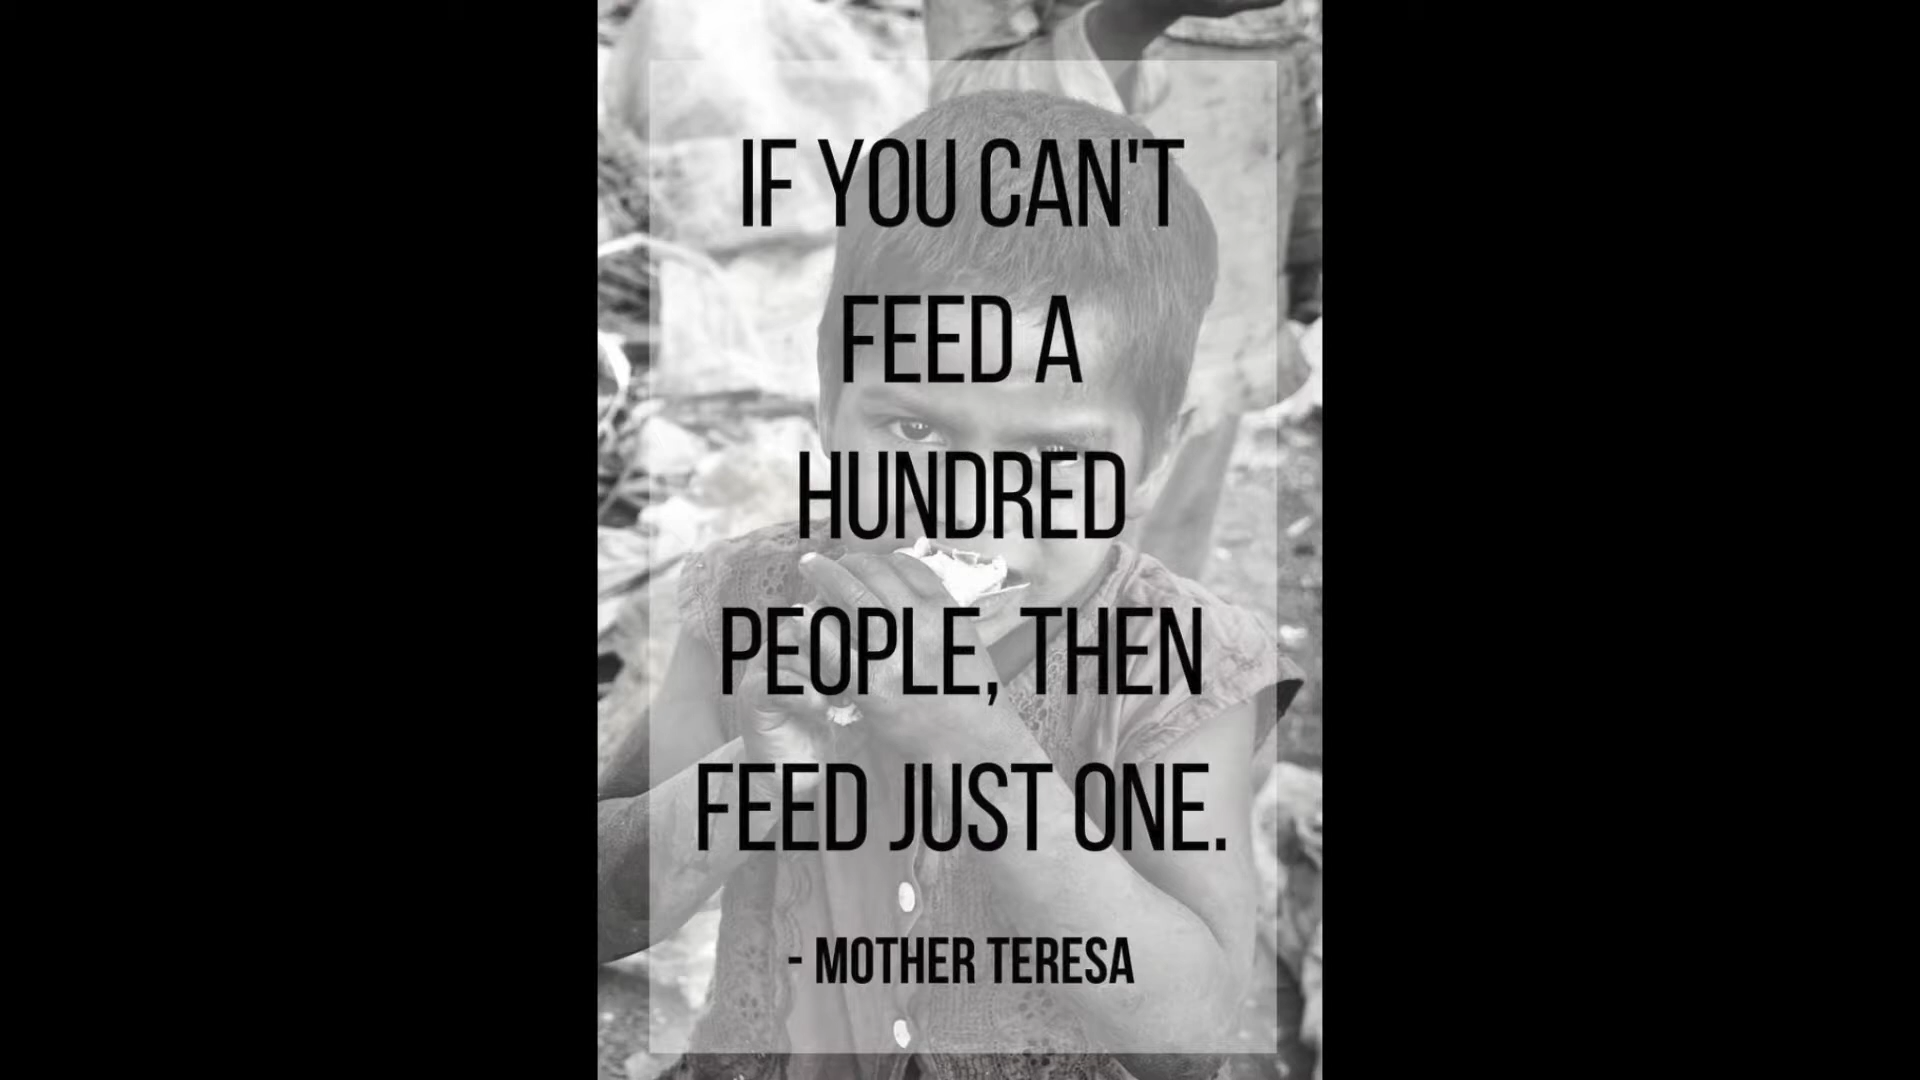 IF YOU CAN'T
FEED A
HUNDRED
PEOPLE, THEN
FEED JUST ONE.
- MOTHER TERESA